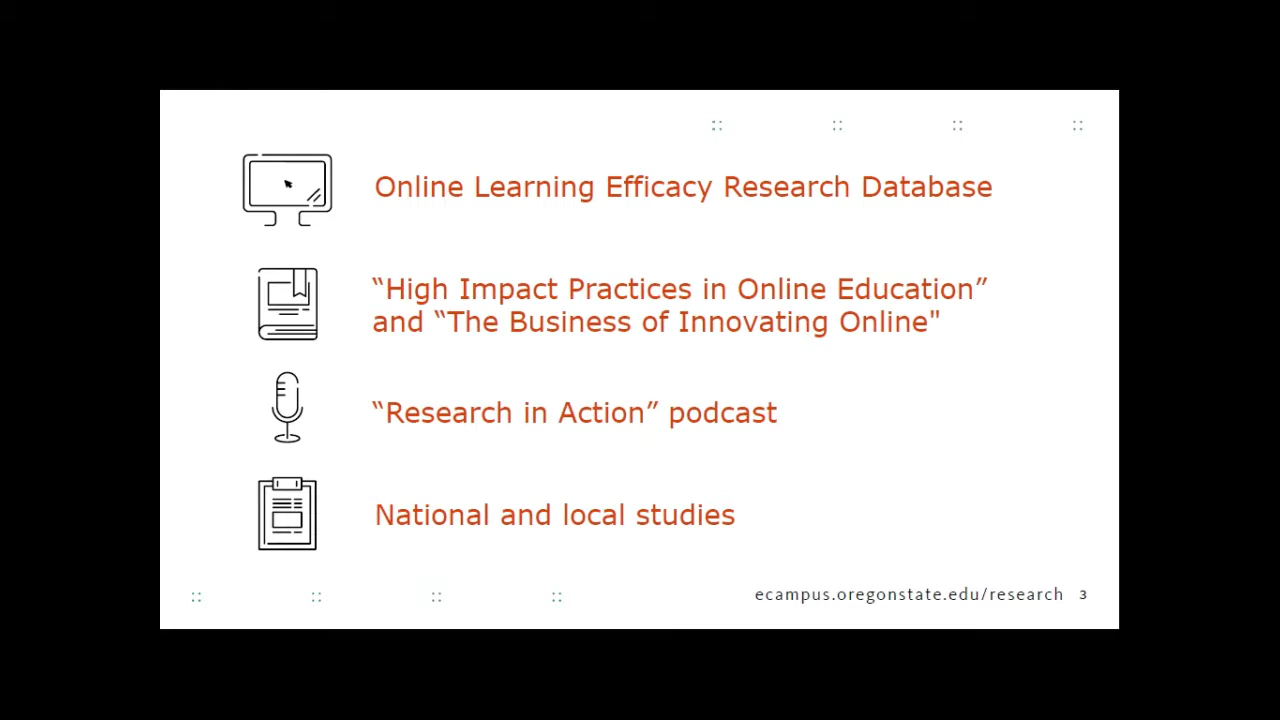 Online Learning Efficacy Research Database
“High Impact Practices in Online Education”
and “The Business of Innovating Online"
“Research in Action” podcast
National and local studies
ecampus.oregonstate.edu/research 3